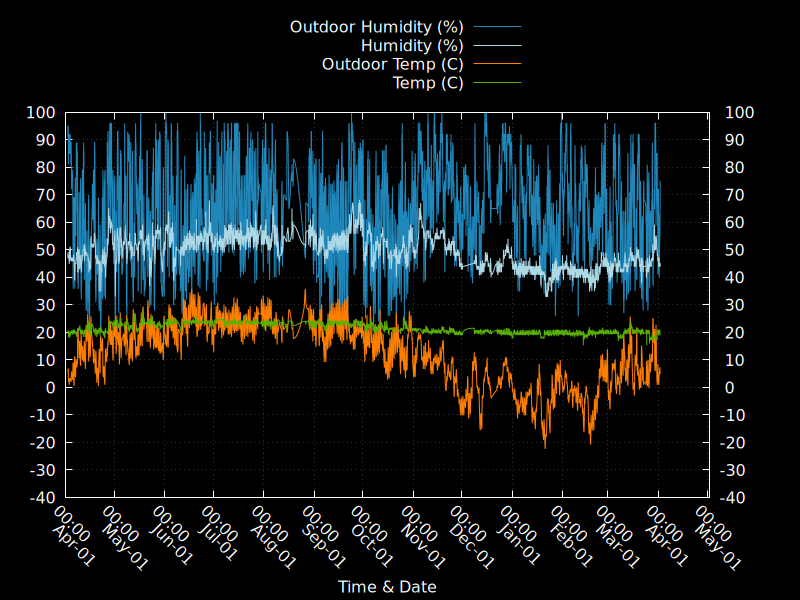 Outdoor Humidity (%)
Humidity (%)
Outdoor Temp (C)
Temp (C)
100 100
90 90
80 80
70 70
60 60
50 50
40 40
30 30
20 20
10 10
0 0
-10 -10
-20 -20
-30 -30
-40 -40
00:00 Apr-01
00:00 May-01
00:00 Jun-01
00:00 Jul-01
00:00 Aug-01
00:00 Sep-01
00:00 Oct-01
00:00 Nov-01
00:00 Dec-01
00:00 Jan-01
00:00 Feb-01
00:00 Mar-01
00:00 Apr-01
00:00 May-01
Time & Date